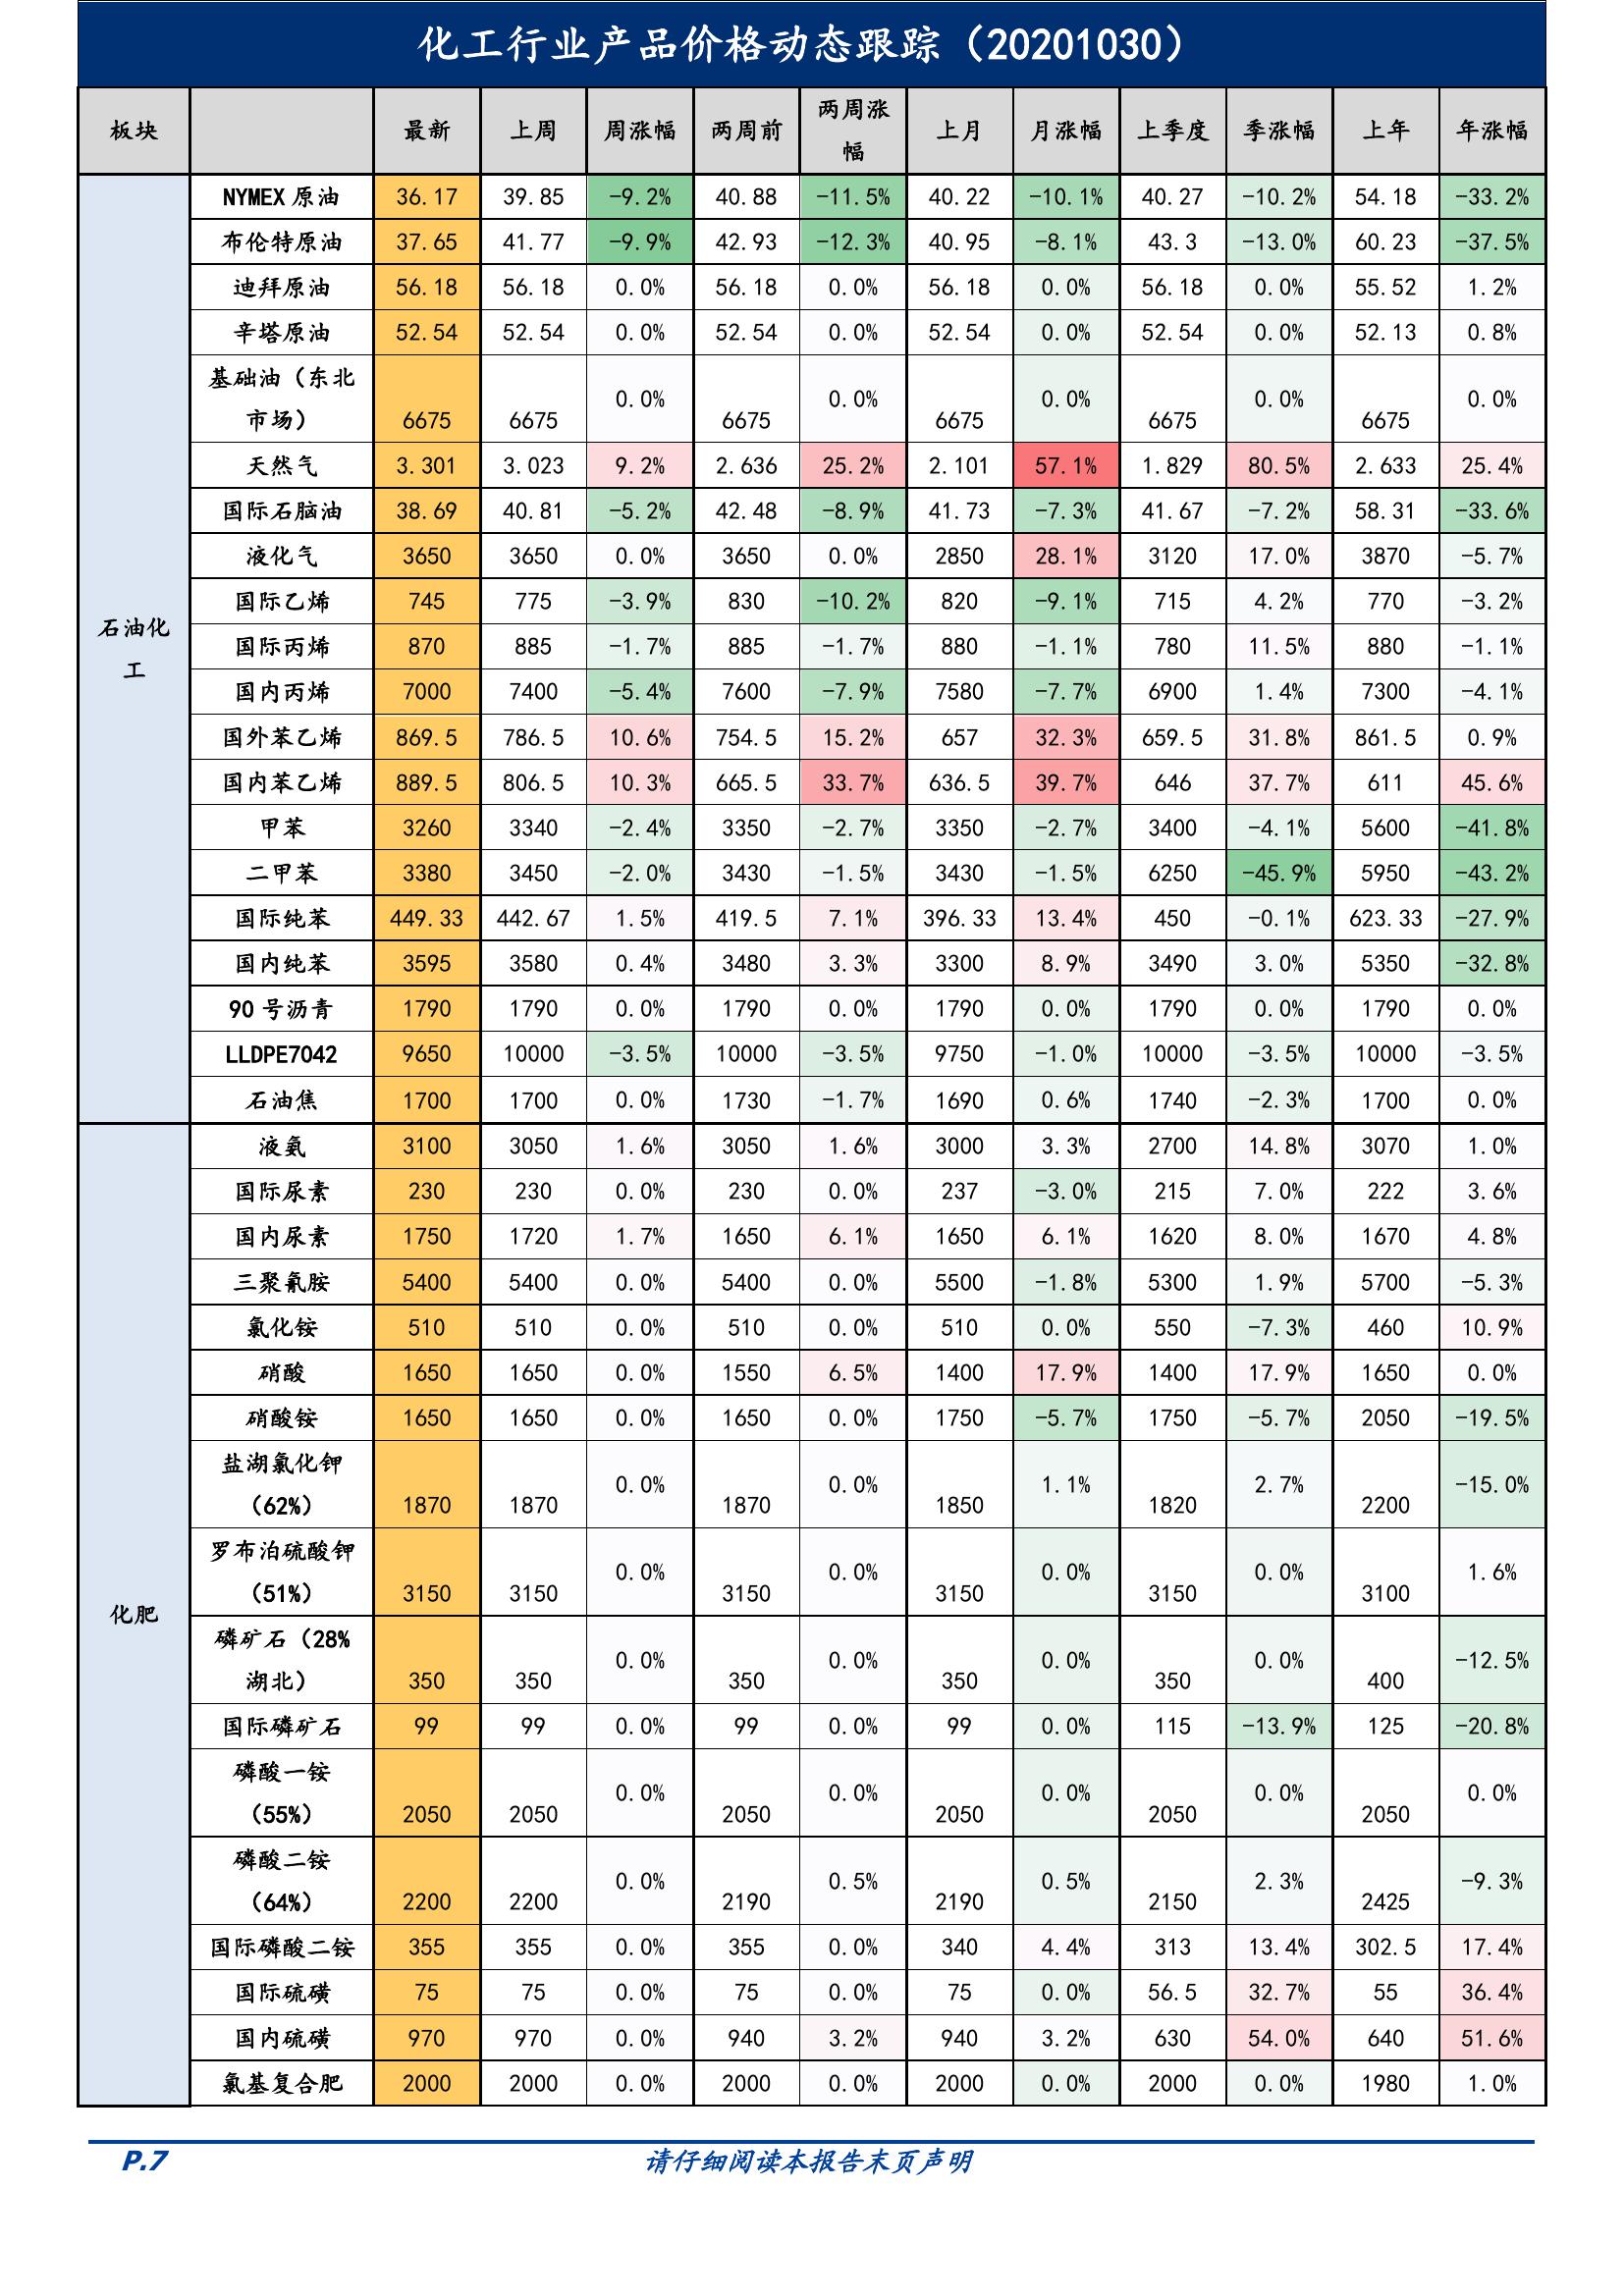 化工行业产品价格动态跟踪（20201030）
板块 最新 上周 周涨幅 两周前 两周涨幅 上月 月涨幅 上季度 季涨幅 上年 年涨幅
石油化工
NYMEX 原油 36.17 39.85 -9.2% 40.88 -11.5% 40.22 -10.1% 40.27 -10.2% 54.18 -33.2%
布伦特原油 37.65 41.77 -9.9% 42.93 -12.3% 40.95 -8.1% 43.3 -13.0% 60.23 -37.5%
迪拜原油 56.18 56.18 0.0% 56.18 0.0% 56.18 0.0% 56.18 0.0% 55.52 1.2%
辛塔原油 52.54 52.54 0.0% 52.54 0.0% 52.54 0.0% 52.54 0.0% 52.13 0.8%
基础油（东北市场） 6675 6675 0.0% 6675 0.0% 6675 0.0% 6675 0.0% 6675 0.0%
天然气 3.301 3.023 9.2% 2.636 25.2% 2.101 57.1% 1.829 80.5% 2.633 25.4%
国际石脑油 38.69 40.81 -5.2% 42.48 -8.9% 41.73 -7.3% 41.67 -7.2% 58.31 -33.6%
液化气 3650 3650 0.0% 3650 0.0% 2850 28.1% 3120 17.0% 3870 -5.7%
国际乙烯 745 775 -3.9% 830 -10.2% 820 -9.1% 715 4.2% 770 -3.2%
国际丙烯 870 885 -1.7% 885 -1.7% 880 -1.1% 780 11.5% 880 -1.1%
国内丙烯 7000 7400 -5.4% 7600 -7.9% 7580 -7.7% 6900 1.4% 7300 -4.1%
国外苯乙烯 869.5 786.5 10.6% 754.5 15.2% 657 32.3% 659.5 31.8% 861.5 0.9%
国内苯乙烯 889.5 806.5 10.3% 665.5 33.7% 636.5 39.7% 646 37.7% 611 45.6%
甲苯 3260 3340 -2.4% 3350 -2.7% 3350 -2.7% 3400 -4.1% 5600 -41.8%
二甲苯 3380 3450 -2.0% 3430 -1.5% 3430 -1.5% 6250 -45.9% 5950 -43.2%
国际纯苯 449.33 442.67 1.5% 419.5 7.1% 396.33 13.4% 450 -0.1% 623.33 -27.9%
国内纯苯 3595 3580 0.4% 3480 3.3% 3300 8.9% 3490 3.0% 5350 -32.8%
90 号沥青 1790 1790 0.0% 1790 0.0% 1790 0.0% 1790 0.0% 1790 0.0%
LLDPE7042 9650 10000 -3.5% 10000 -3.5% 9750 -1.0% 10000 -3.5% 10000 -3.5%
石油焦 1700 1700 0.0% 1730 -1.7% 1690 0.6% 1740 -2.3% 1700 0.0%
化肥
液氨 3100 3050 1.6% 3050 1.6% 3000 3.3% 2700 14.8% 3070 1.0%
国际尿素 230 230 0.0% 230 0.0% 237 -3.0% 215 7.0% 222 3.6%
国内尿素 1750 1720 1.7% 1650 6.1% 1650 6.1% 1620 8.0% 1670 4.8%
三聚氰胺 5400 5400 0.0% 5400 0.0% 5500 -1.8% 5300 1.9% 5700 -5.3%
氯化铵 510 510 0.0% 510 0.0% 510 0.0% 550 -7.3% 460 10.9%
硝酸 1650 1650 0.0% 1550 6.5% 1400 17.9% 1400 17.9% 1650 0.0%
硝酸铵 1650 1650 0.0% 1650 0.0% 1750 -5.7% 1750 -5.7% 2050 -19.5%
盐湖氯化钾（62%） 1870 1870 0.0% 1870 0.0% 1850 1.1% 1820 2.7% 2200 -15.0%
罗布泊硫酸钾（51%） 3150 3150 0.0% 3150 0.0% 3150 0.0% 3150 0.0% 3100 1.6%
磷矿石（28%湖北） 350 350 0.0% 350 0.0% 350 0.0% 350 0.0% 400 -12.5%
国际磷矿石 99 99 0.0% 99 0.0% 99 0.0% 115 -13.9% 125 -20.8%
磷酸一铵（55%） 2050 2050 0.0% 2050 0.0% 2050 0.0% 2050 0.0% 2050 0.0%
磷酸二铵（64%） 2200 2200 0.0% 2190 0.5% 2190 0.5% 2150 2.3% 2425 -9.3%
国际磷酸二铵 355 355 0.0% 355 0.0% 340 4.4% 313 13.4% 302.5 17.4%
国际硫磺 75 75 0.0% 75 0.0% 75 0.0% 56.5 32.7% 55 36.4%
国内硫磺 970 970 0.0% 940 3.2% 940 3.2% 630 54.0% 640 51.6%
氯基复合肥 2000 2000 0.0% 2000 0.0% 2000 0.0% 2000 0.0% 1980 1.0%
P.7 请仔细阅读本报告末页声明